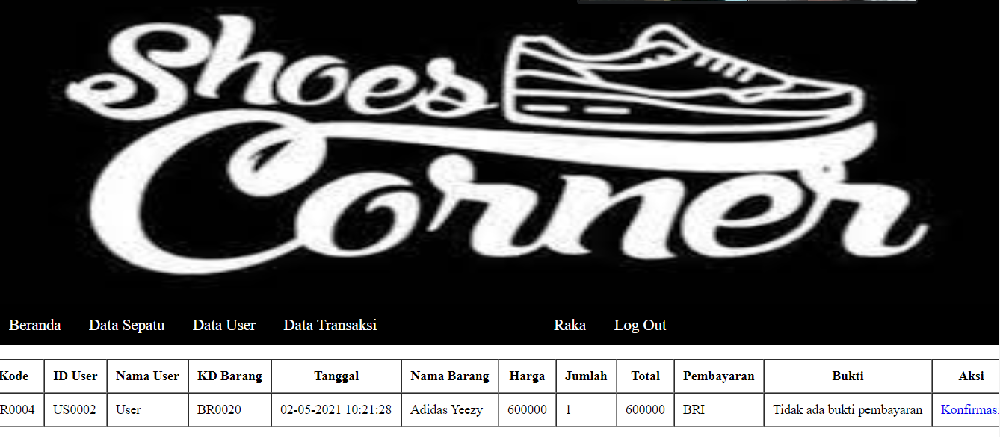 Shoes
Corner
Beranda Data Sepatu Data User Data Transaksi Raka Log Out
Kode ID User Nama User KD Barang Tanggal Nama Barang Harga Jumlah Total Pembayaran Bukti Aksi
R0004 US0002 User BR0020 02-05-2021 10:21:28 Adidas Yeezy 600000 1 600000 BRI Tidak ada bukti pembayaran Konfirmasi